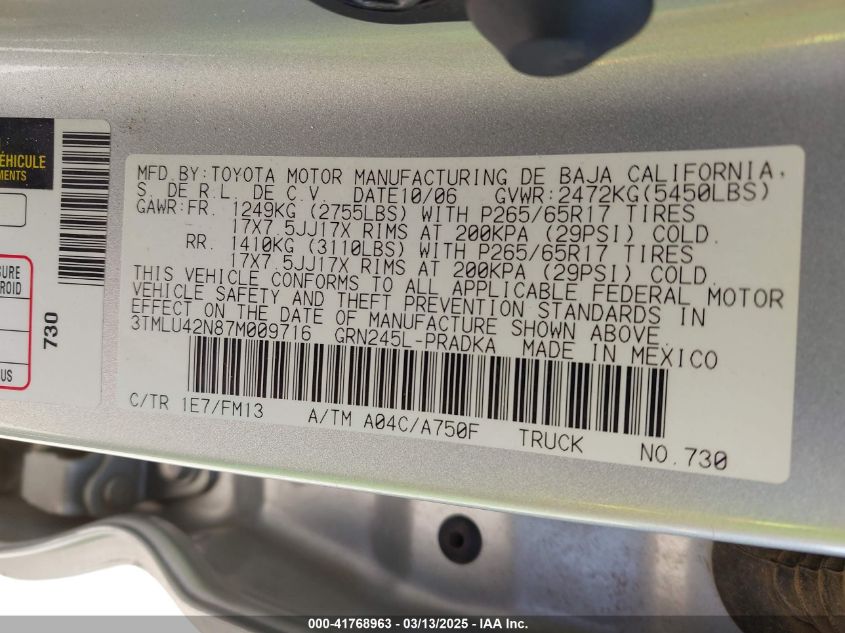 ÉHICULE
MENTS
SURE
ROID
US
730
MFD.BY:TOYOTA MOTOR MANUFACTURING DE BAJA CALIFORNIA,
S. DE R.L. DE C.V. DATE10/06 GVWR:2472KG(5450LBS)
GAWR:FR. 1249KG (2755LBS) WITH P265/65R17 TIRES
17X7.5JJ17X RIMS AT 200KPA (29PSI) COLD.
RR. 1410KG (3110LBS) WITH P265/65R17 TIRES
17X7.5JJ17X RIMS AT 200KPA (29PSI) COLD.
THIS VEHICLE CONFORMS TO ALL APPLICABLE FEDERAL MOTOR
VEHICLE SAFETY AND THEFT PREVENTION STANDARDS IN
EFFECT ON THE DATE OF MANUFACTURE SHOWN ABOVE.
3TMLU42N87M009716 GRN245L-PRADKA MADE IN MEXICO
C/TR 1E7/FM13 A/TM A04C/A750F TRUCK NO.730
000-41768963 - 03/13/2025 - IAA Inc.